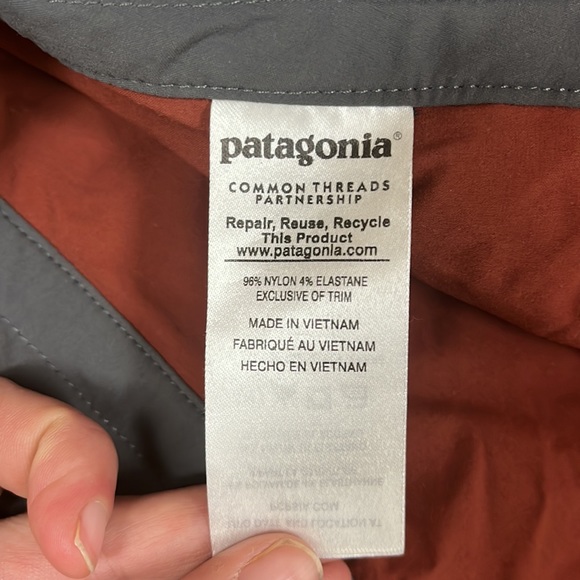 patagonia®
COMMON THREADS
PARTNERSHIP
Repair, Reuse, Recycle
This Product
www.patagonia.com
96% NYLON 4% ELASTANE
EXCLUSIVE OF TRIM
MADE IN VIETNAM
FABRIQUÉ AU VIETNAM
HECHO EN VIETNAM